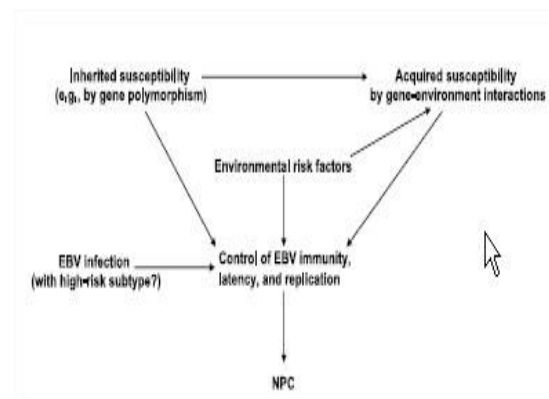 Inherited susceptibility
(e.g., by gene polymorphism)
Acquired susceptibility
by gene-environment interactions
Environmental risk factors
EBV infection
(with high-risk subtype?)
Control of EBV immunity,
latency, and replication
NPC